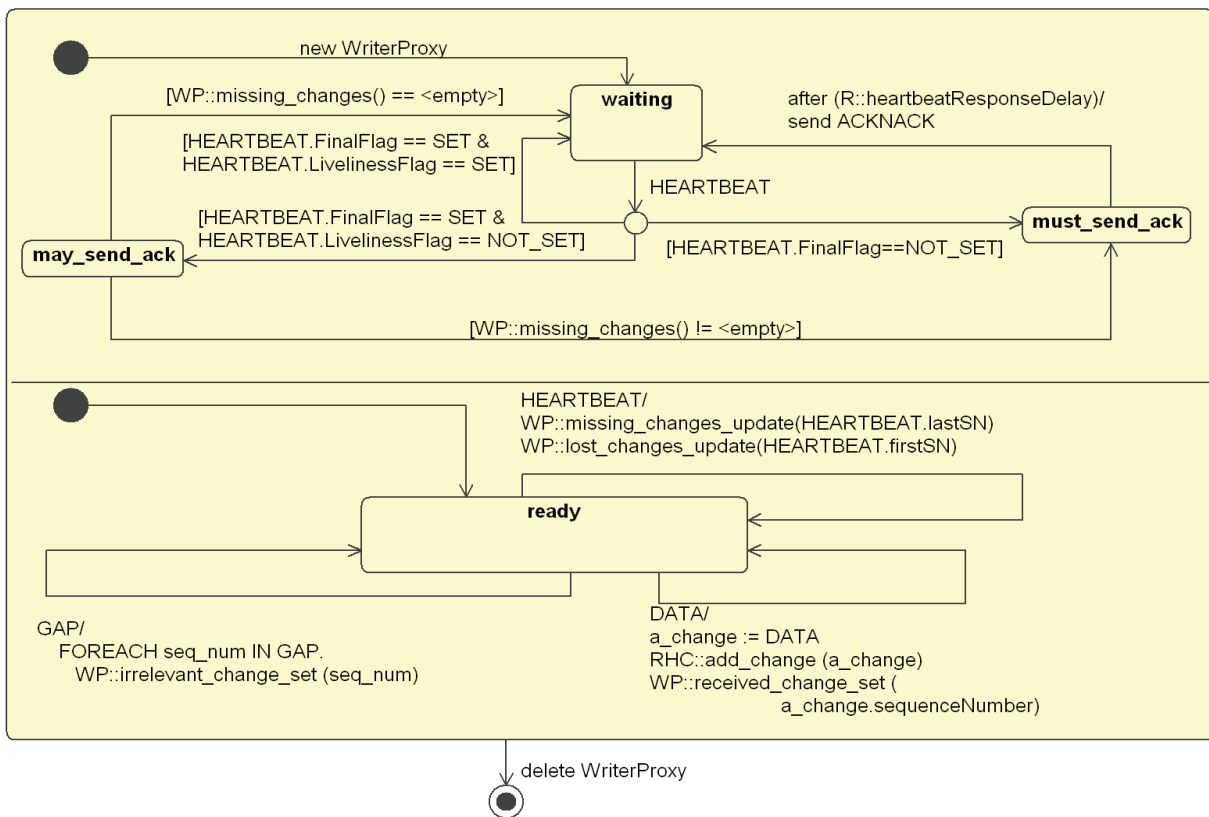 new WriterProxy
[WP::missing_changes() == <empty>]
waiting
after (R::heartbeatResponseDelay)/
send ACKNACK
[HEARTBEAT.FinalFlag == SET &
HEARTBEAT.LivelinessFlag == SET]
HEARTBEAT
[HEARTBEAT.FinalFlag == SET &
HEARTBEAT.LivelinessFlag == NOT_SET]
must_send_ack
may_send_ack
[HEARTBEAT.FinalFlag==NOT_SET]
[WP::missing_changes() != <empty>]
HEARTBEAT/
WP::missing_changes_update(HEARTBEAT.lastSN)
WP::lost_changes_update(HEARTBEAT.firstSN)
ready
GAP/
FOREACH seq_num IN GAP.
WP::irrelevant_change_set (seq_num)
DATA/
a_change := DATA
RHC::add_change (a_change)
WP::received_change_set (
a_change.sequenceNumber)
delete WriterProxy